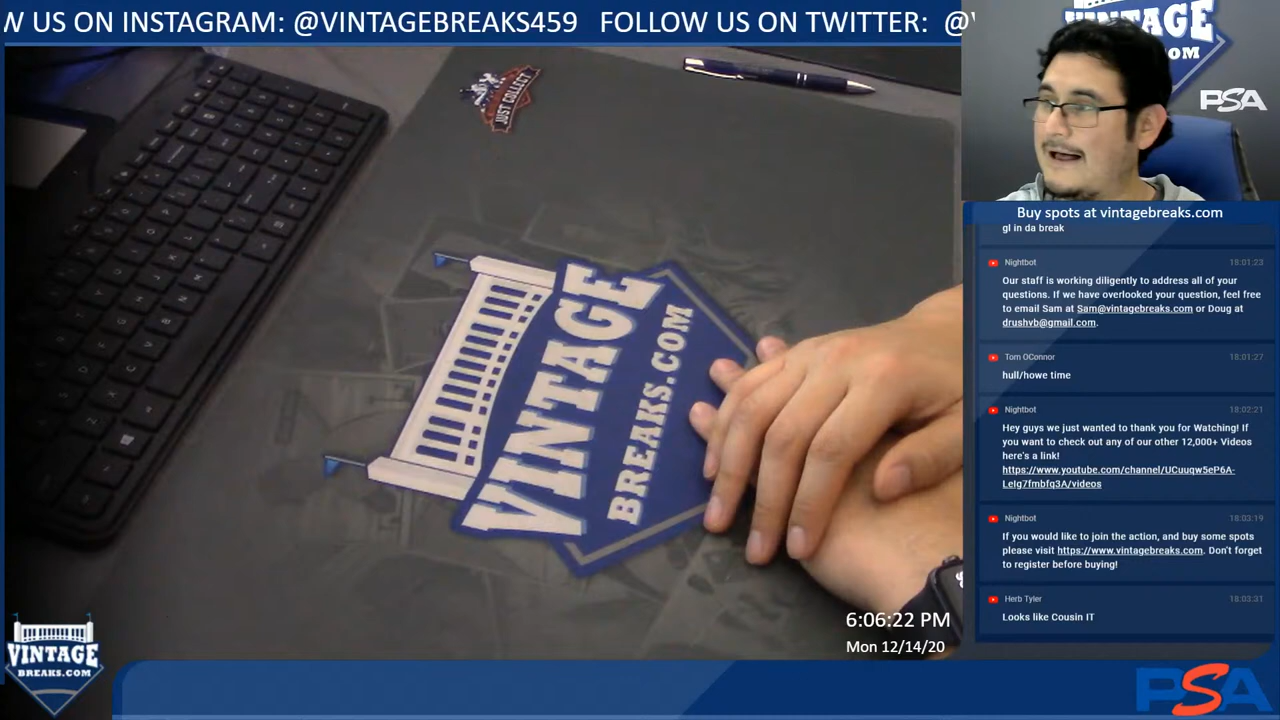 W US ON INSTAGRAM: @VINTAGEBREAKS459 FOLLOW US ON TWITTER: @V
JUST COLLECT
VINTAGE
BREAKS.COM
6:06:22 PM
Mon 12/14/20
VINTAGE
BREAKS.COM
PSA
PSA
Buy spots at vintagebreaks.com
gl in da break
Nightbot 18:01:23
Our staff is working diligently to address all of your
questions. If we have overlooked your question, feel free
to email Sam at Sam@vintagebreaks.com or Doug at
drushvb@gmail.com.
Tom OConnor 18:01:27
hull/howe time
Nightbot 18:02:21
Hey guys we just wanted to thank you for Watching! If
you want to check out any of our other 12,000+ Videos
here's a link!
https://www.youtube.com/channel/UCuuqw5eP6A-
LeIg7fmbfq3A/videos
Nightbot 18:03:19
If you would like to join the action, and buy some spots
please visit https://www.vintagebreaks.com. Don't forget
to register before buying!
Herb Tyler 18:03:31
Looks like Cousin IT